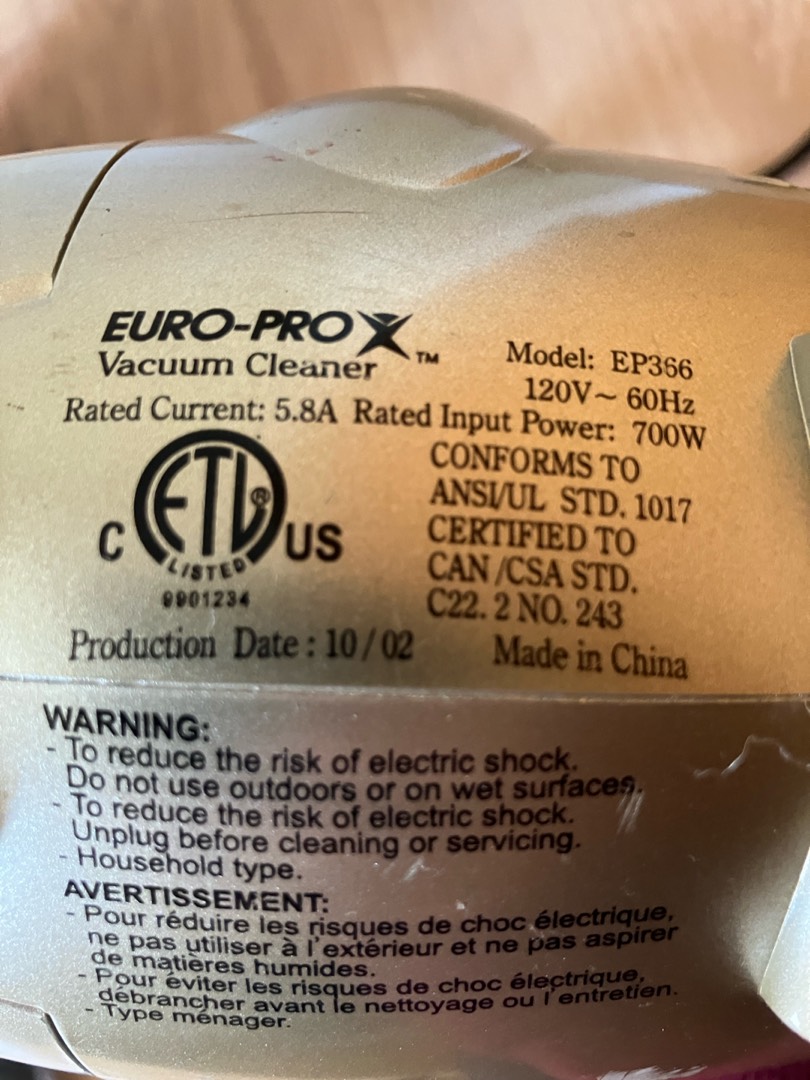 EURO-PRO X™
Vacuum Cleaner
Model: EP366
120V~ 60Hz
Rated Current: 5.8A Rated Input Power: 700W
C ETL® US
LISTED
9901234
CONFORMS TO
ANSI/UL STD. 1017
CERTIFIED TO
CAN/CSA STD.
C22. 2 NO. 243
Production Date : 10/02
Made in China
WARNING:
- To reduce the risk of electric shock.
Do not use outdoors or on wet surfaces.
- To reduce the risk of electric shock.
Unplug before cleaning or servicing.
- Household type.
AVERTISSEMENT:
- Pour réduire les risques de choc électrique,
ne pas utiliser à l'extérieur et ne pas aspirer
de matières humides.
- Pour éviter les risques de choc électrique,
débrancher avant le nettoyage ou l'entretien.
- Type ménager.